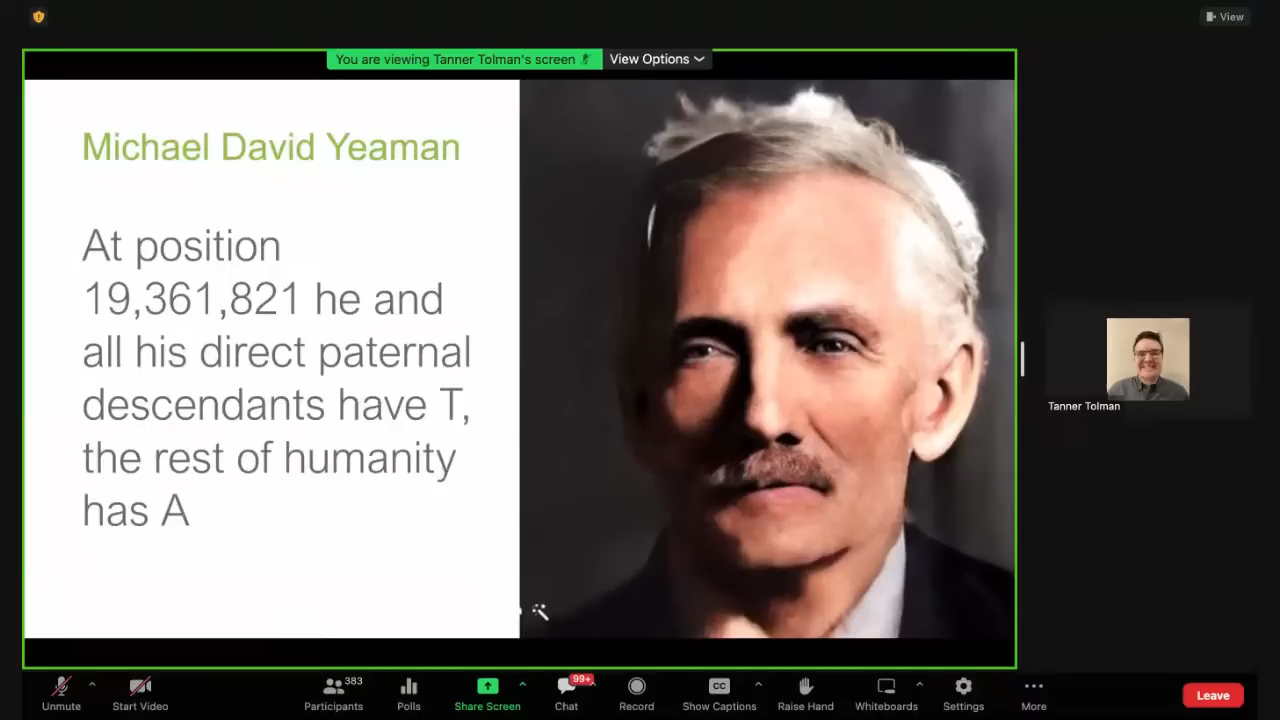 View
You are viewing Tanner Tolman's screen
View Options
Michael David Yeaman
At position
19,361,821 he and
all his direct paternal
descendants have T,
the rest of humanity
has A
Tanner Tolman
Unmute
Start Video
383
Participants
Polls
Share Screen
99+
Chat
Record
CC
Show Captions
Raise Hand
Whiteboards
Settings
More
Leave